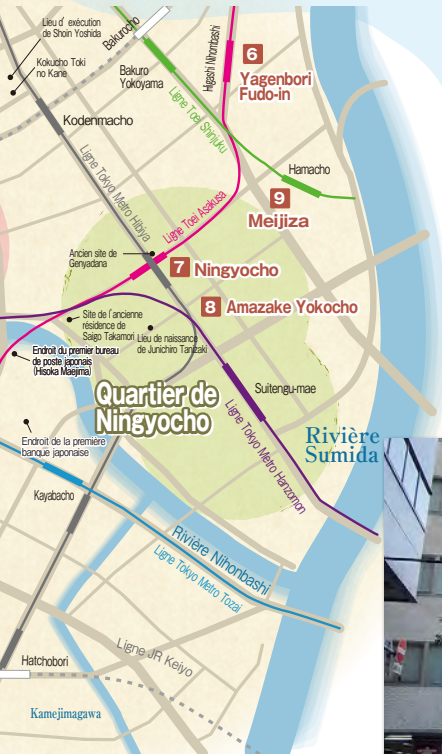 Lieu d'exécution
de Shoin Yoshida
Kokucho Toki
no Kane
Bakurocho
Bakuro
Yokoyama
Higashi Nihombashi
6
Yagenbori
Fudo-in
Ligne Toei Shinjuku
Kodenmacho
Ligne Tokyo Metro Hibiya
Hamacho
9
Meijiza
Ligne Toei Asakusa
Ancien site de
Genyadana
7 Ningyocho
8 Amazake Yokocho
Site de l'ancienne
résidence de
Saigo Takamori
Lieu de naissance
de Junichiro Tanizaki
Endroit du premier bureau
de poste japonais
(Hisoka Maejima)
Quartier de
Ningyocho
Suitengu-mae
Ligne Tokyo Metro Hanzomon
Rivière
Sumida
Endroit de la première
banque japonaise
Kayabacho
Rivière Nihonbashi
Ligne Tokyo Metro Tozai
Ligne JR Keiyo
Hatchobori
Kamejimagawa